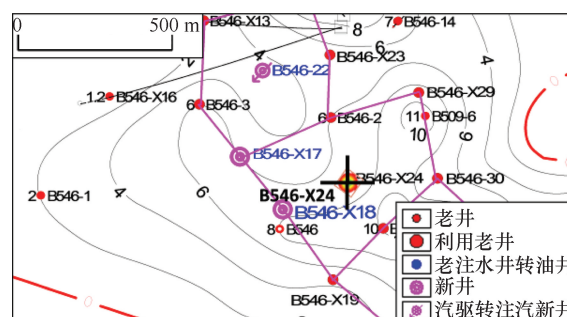 B546-X13
8
7 B546-14
0
500 m
6
B546-X23
4
4
B546-22
1.2 B546-X16
6 B546-3
B546-X29
6 B546-2
11 B509-6
10
6
B546-X17
B546-X24
B546-30
2 B546-1
4
6
B546-X24
B546-X18
8 B546
10
B546-X19
0
0
老井
利用老井
老注水井转油井
新井
汽驱转注汽新井